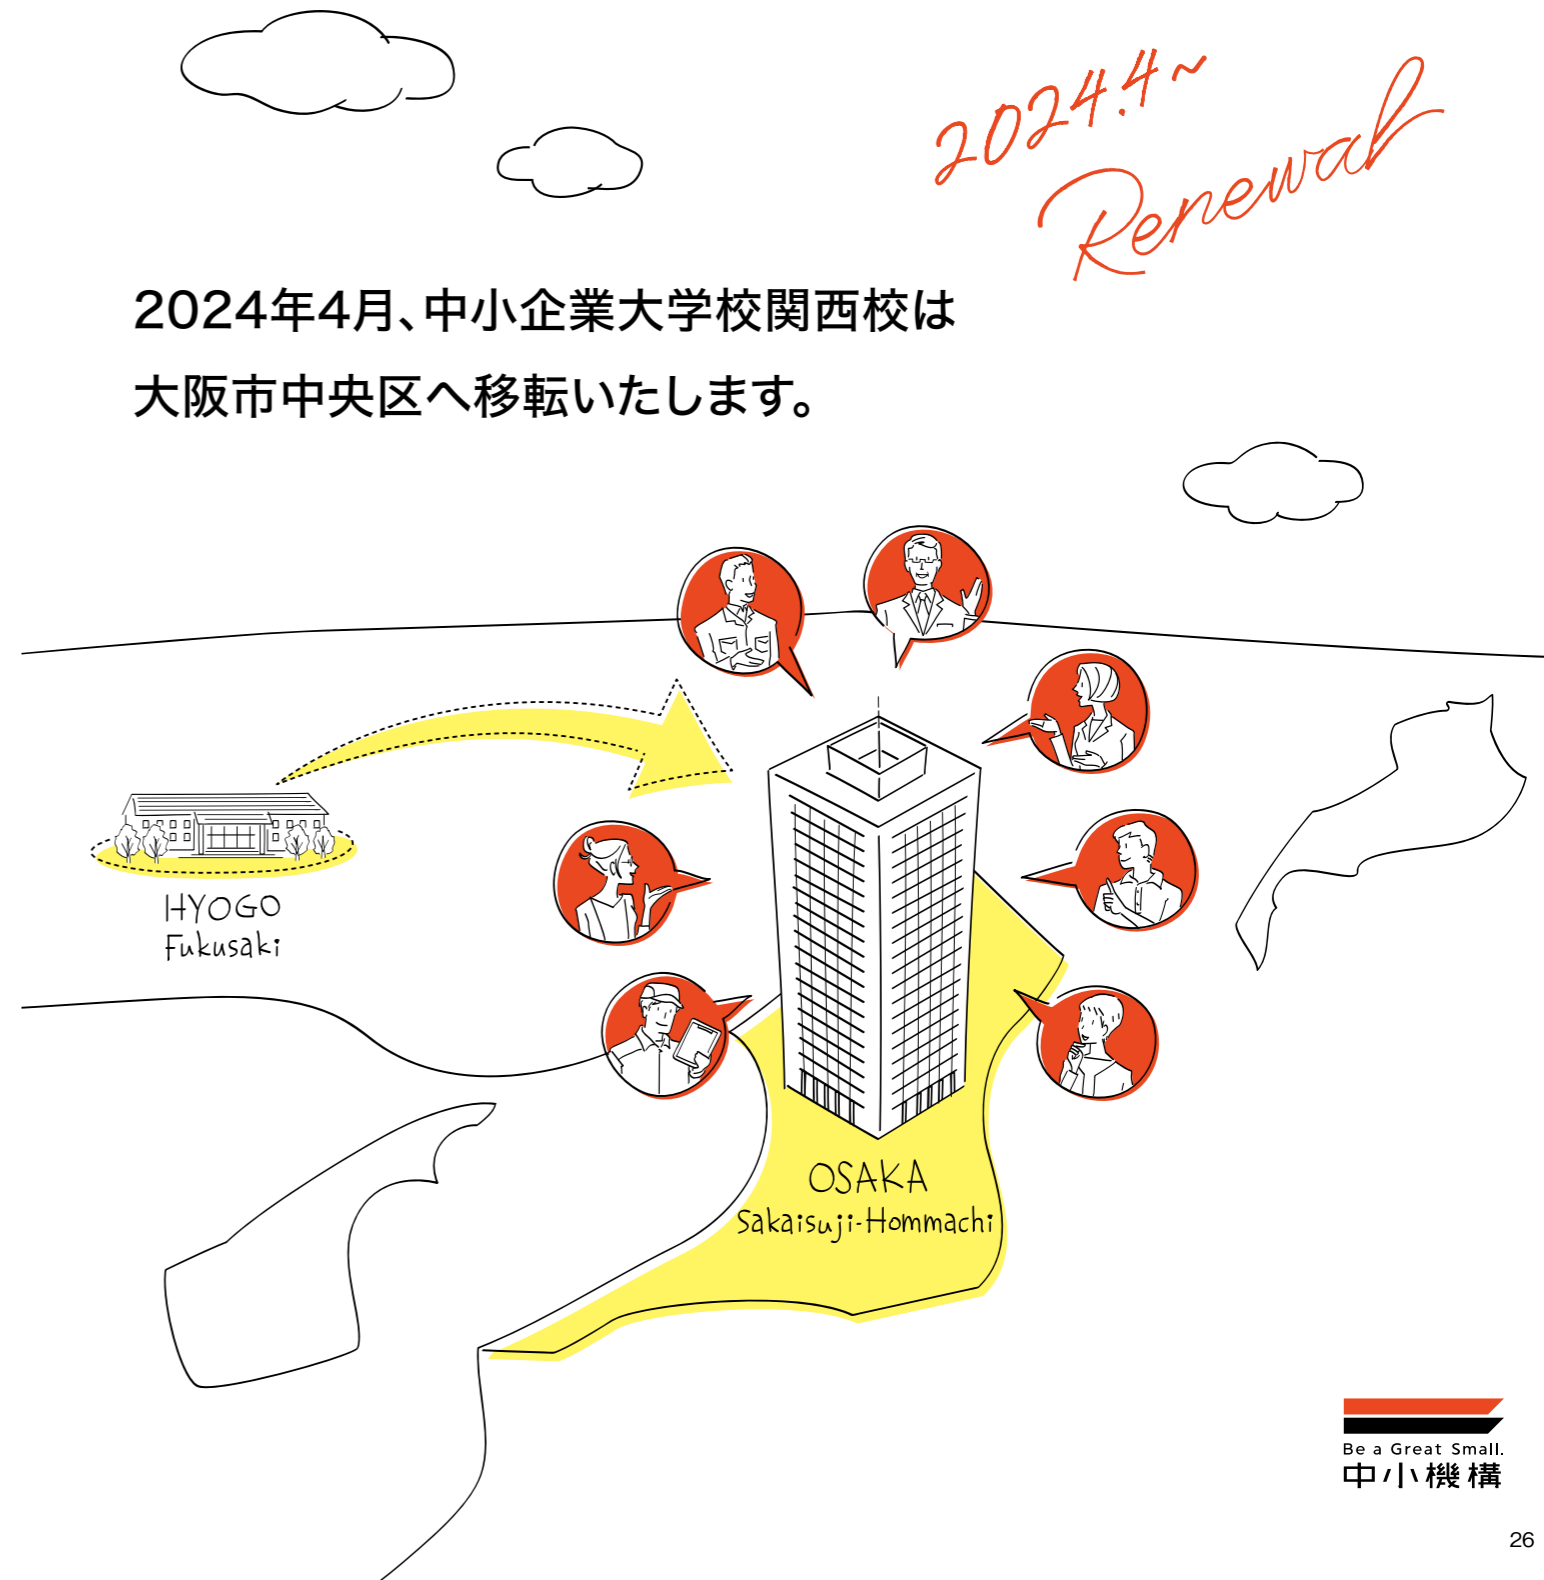 2024.4~
Renewal
2024年4月、中小企業大学校関西校は
大阪市中央区へ移転いたします。
HYOGO
Fukusaki
OSAKA
Sakaisuji-Hommachi
Be a Great Small.
中小機構
26